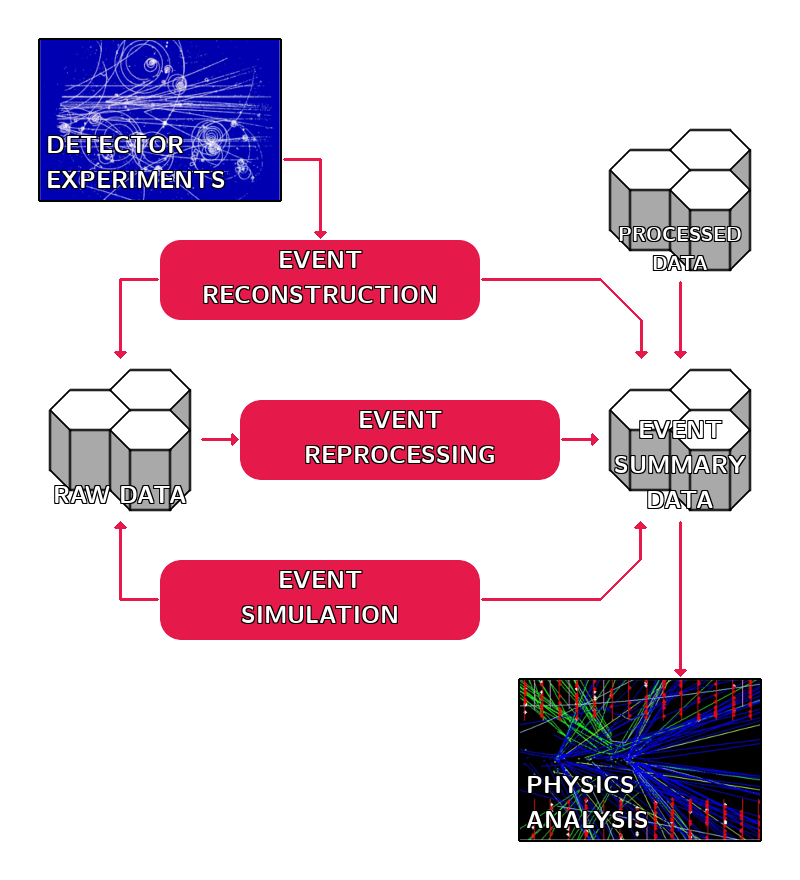 DETECTOR
EXPERIMENTS
PROCESSED
DATA
EVENT
RECONSTRUCTION
EVENT
REPROCESSING
RAW DATA
EVENT
SUMMARY
DATA
EVENT
SIMULATION
PHYSICS
ANALYSIS